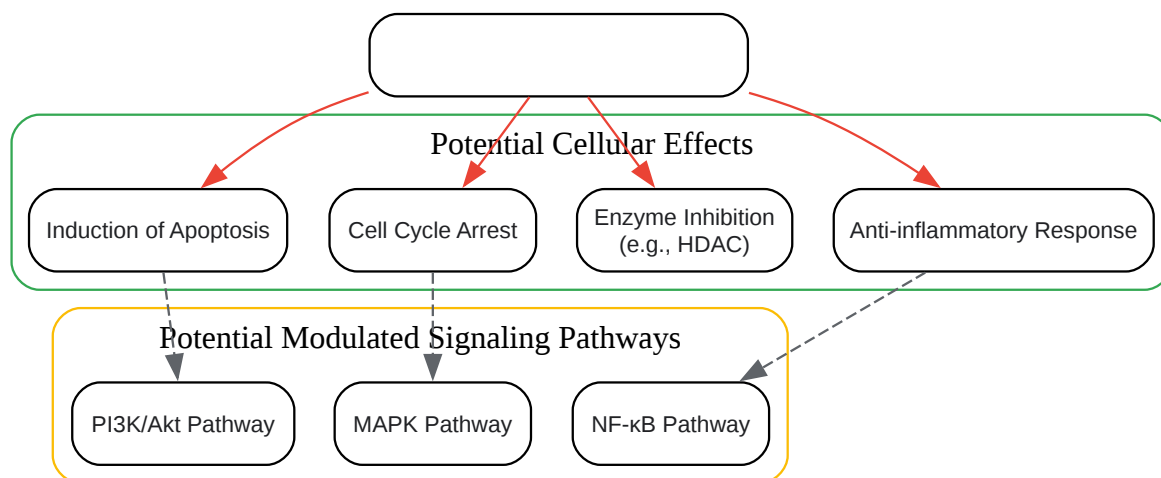 Potential Cellular Effects
Induction of Apoptosis
Cell Cycle Arrest
Enzyme Inhibition
(e.g., HDAC)
Anti-inflammatory Response
Potential Modulated Signaling Pathways
PI3K/Akt Pathway
MAPK Pathway
NF-κB Pathway